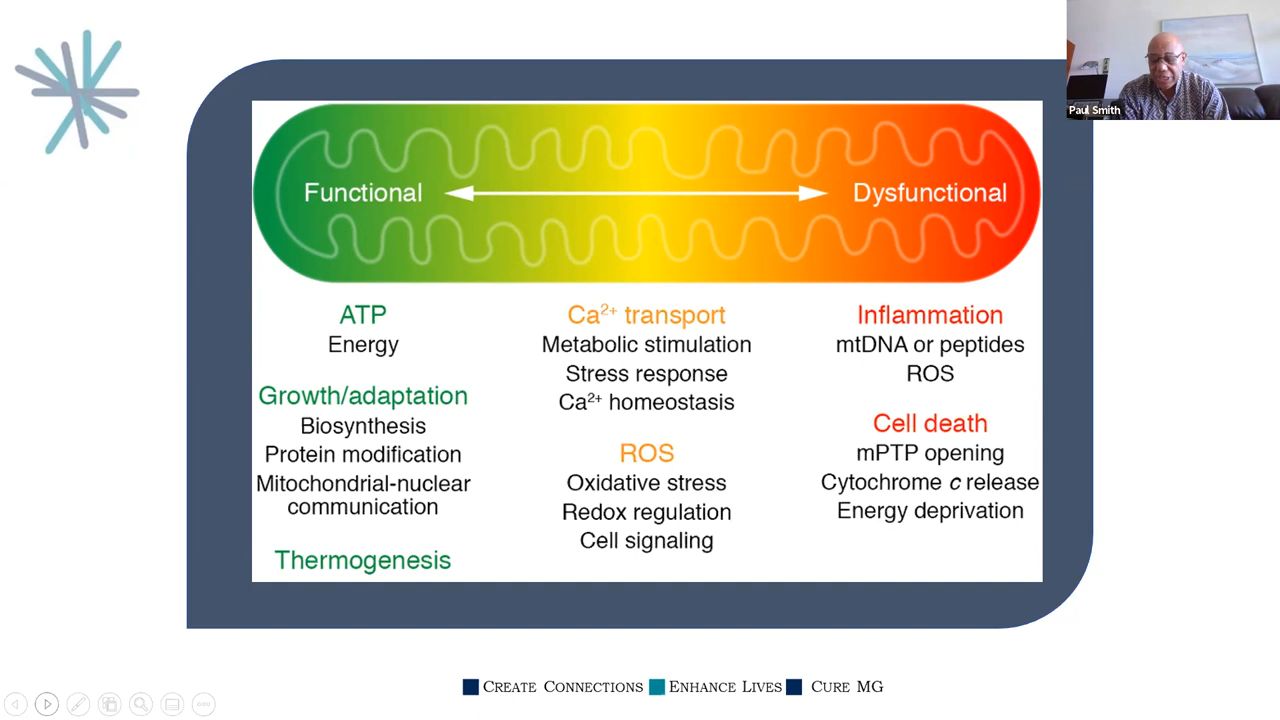 Paul Smith
Functional
Dysfunctional
ATP
Energy
Growth/adaptation
Biosynthesis
Protein modification
Mitochondrial-nuclear
communication
Thermogenesis
Ca²⁺ transport
Metabolic stimulation
Stress response
Ca²⁺ homeostasis
ROS
Oxidative stress
Redox regulation
Cell signaling
Inflammation
mtDNA or peptides
ROS
Cell death
mPTP opening
Cytochrome c release
Energy deprivation
CREATE CONNECTIONS ENHANCE LIVES CURE MG